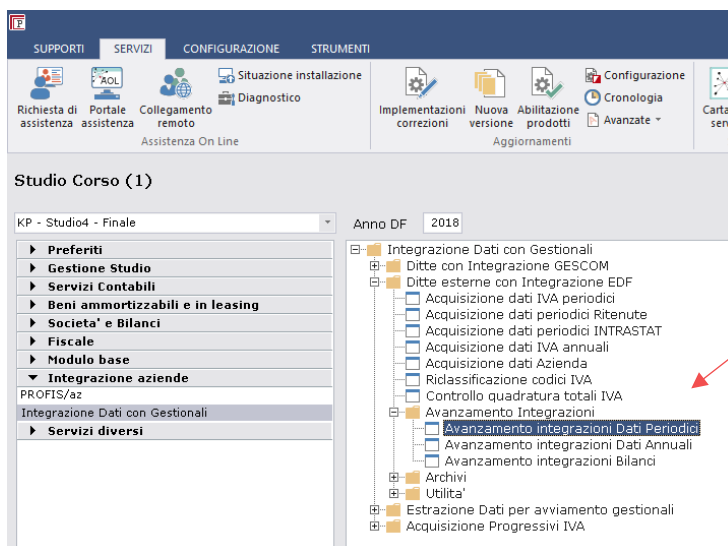 SUPPORTI SERVIZI CONFIGURAZIONE STRUMENTI
Richiesta di assistenza
Portale assistenza
Collegamento remoto
Situazione installazione
Diagnostico
Assistenza On Line
Implementazioni correzioni
Nuova versione
Abilitazione prodotti
Configurazione
Cronologia
Avanzate
Aggiornamenti
Studio Corso (1)
KP - Studio4 - Finale
Anno DF 2018
Preferiti
Gestione Studio
Servizi Contabili
Beni ammortizzabili e in leasing
Societa' e Bilanci
Fiscale
Modulo base
Integrazione aziende
PROFIS/az
Integrazione Dati con Gestionali
Servizi diversi
Integrazione Dati con Gestionali
Ditte con Integrazione GESCOM
Ditte esterne con Integrazione EDF
Acquisizione dati IVA periodici
Acquisizione dati periodici Ritenute
Acquisizione dati periodici INTRASTAT
Acquisizione dati IVA annuali
Acquisizione dati Azienda
Riclassificazione codici IVA
Controllo quadratura totali IVA
Avanzamento Integrazioni
Avanzamento integrazioni Dati Periodici
Avanzamento integrazioni Dati Annuali
Avanzamento integrazioni Bilanci
Archivi
Utilita'
Estrazione Dati per avviamento gestionali
Acquisizione Progressivi IVA